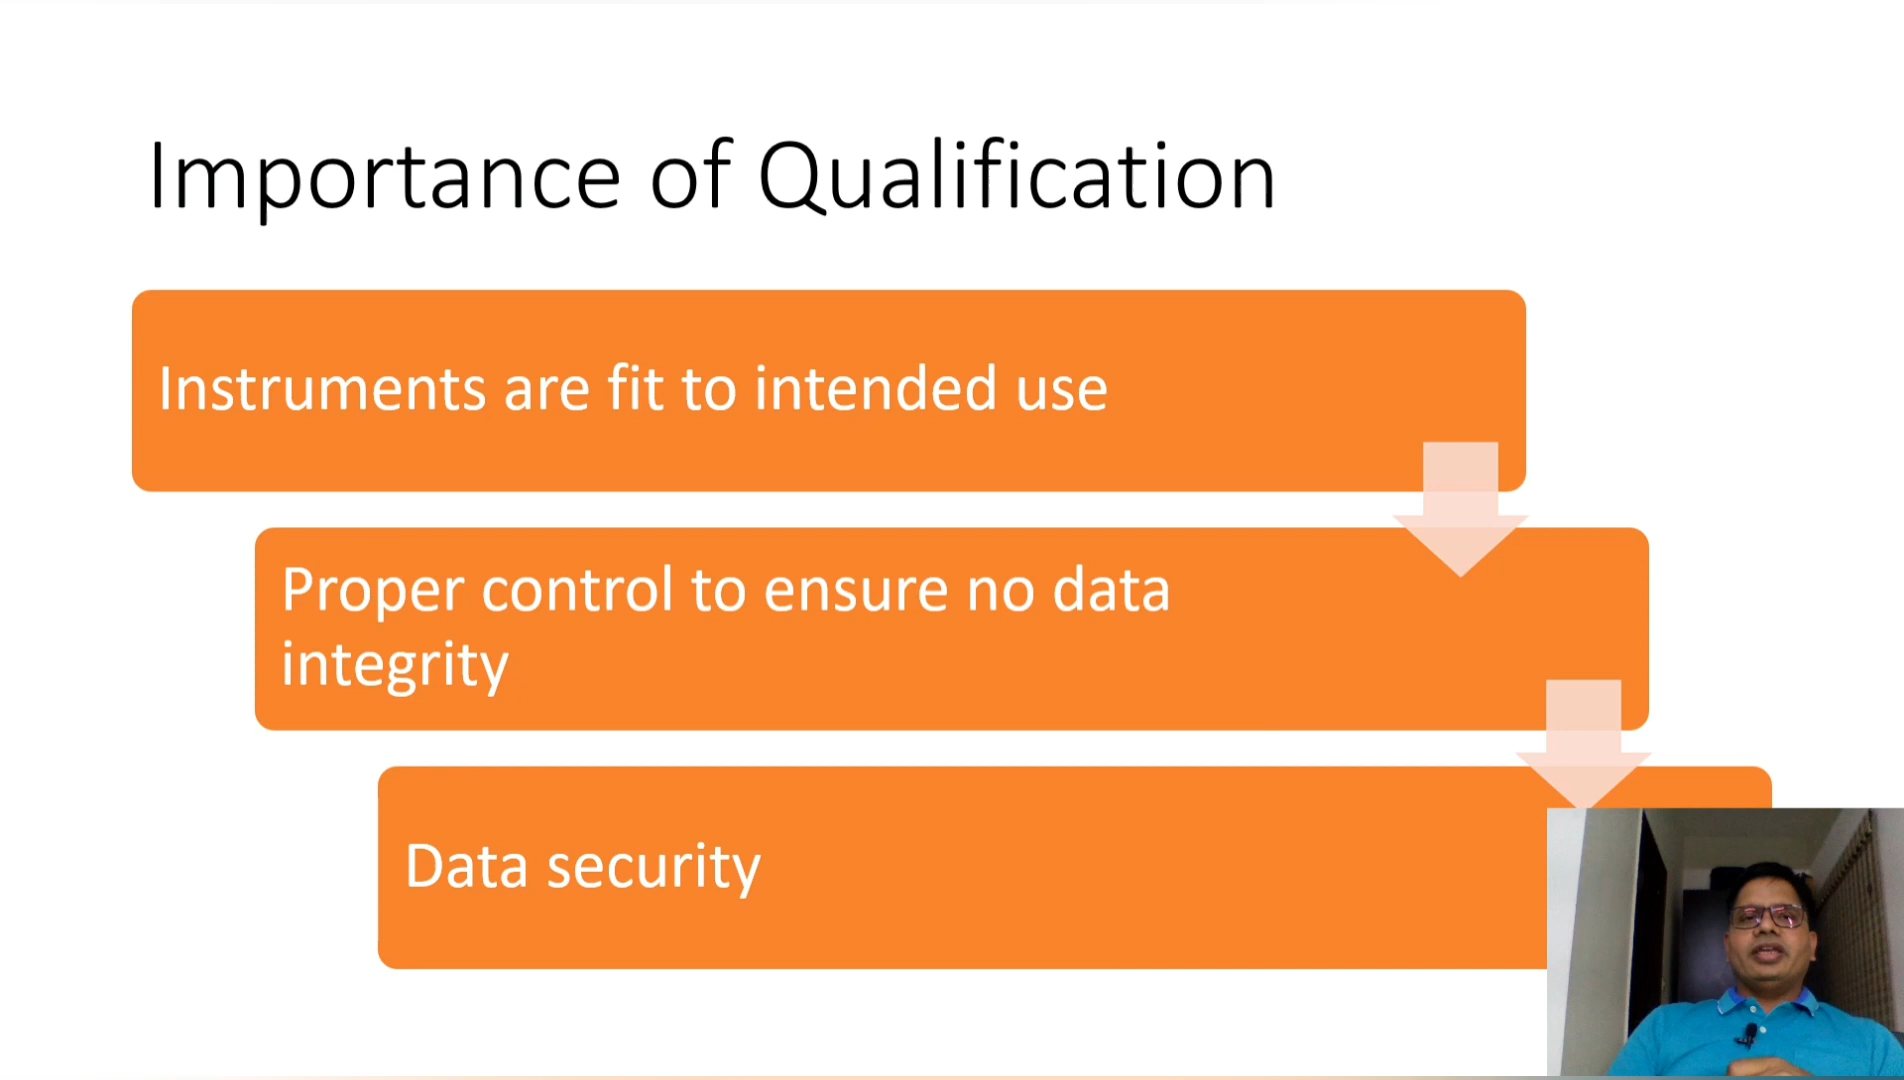 Importance of Qualification
Instruments are fit to intended use
Proper control to ensure no data
integrity
Data security